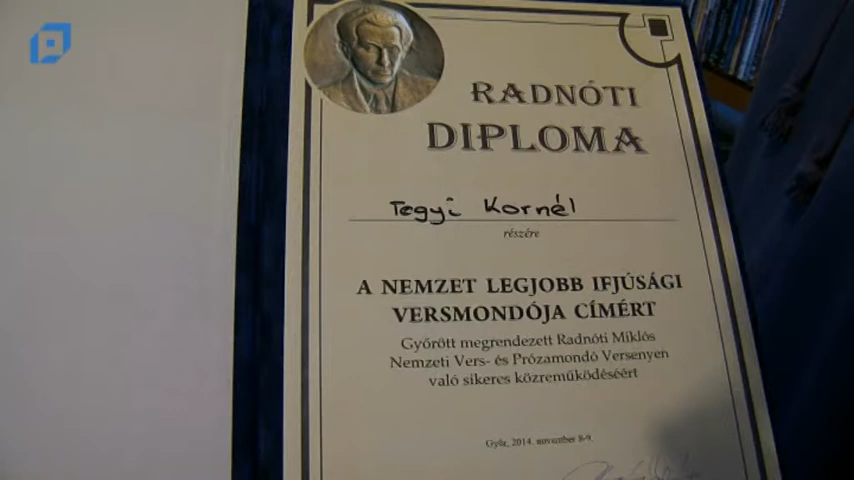 RADNÓTI
DIPLOMA
Tegyi Kornél
részére
A NEMZET LEGJOBB IFJÚSÁGI
VERSMONDÓJA CÍMÉRT
Győrött megrendezett Radnóti Miklós
Nemzeti Vers- és Prózamondó Versenyen
való sikeres közreműködéséért
Győr, 2014. november 8-9.